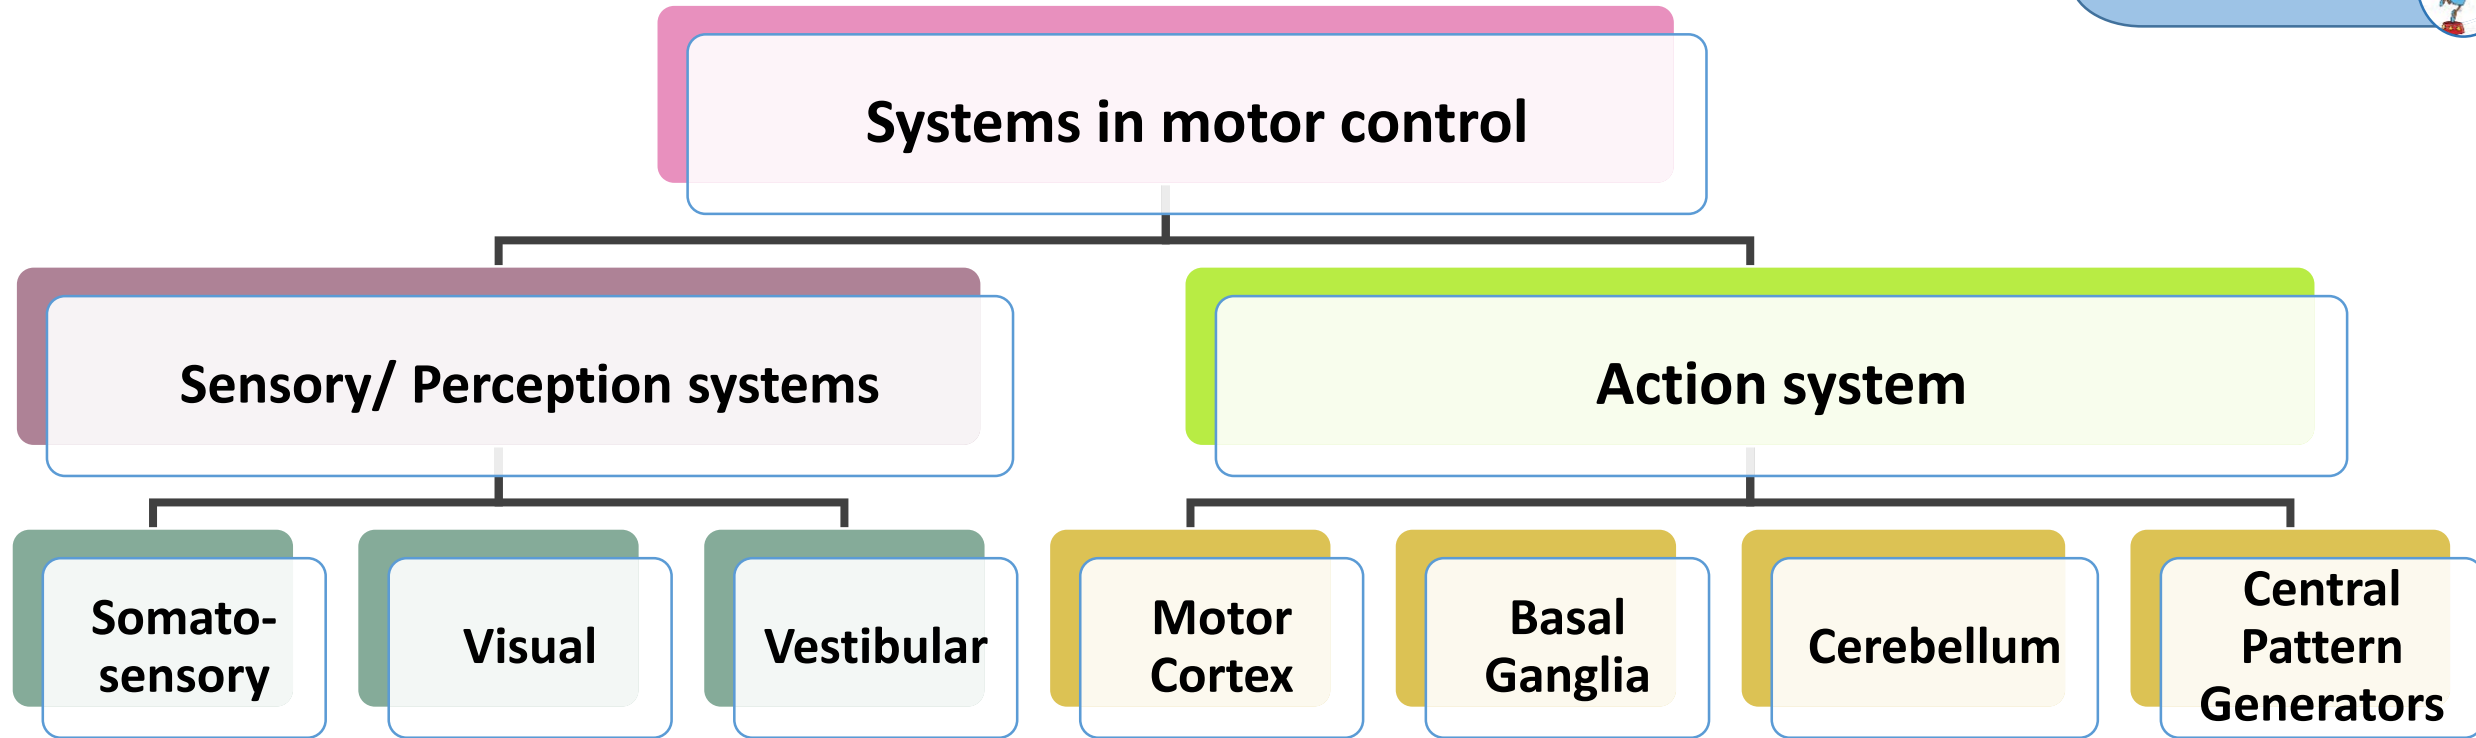 Systems in motor control
Sensory/ Perception systems
Action system
Somato-
sensory
Visual
Vestibular
Motor
Cortex
Basal
Ganglia
Cerebellum
Central
Pattern
Generators